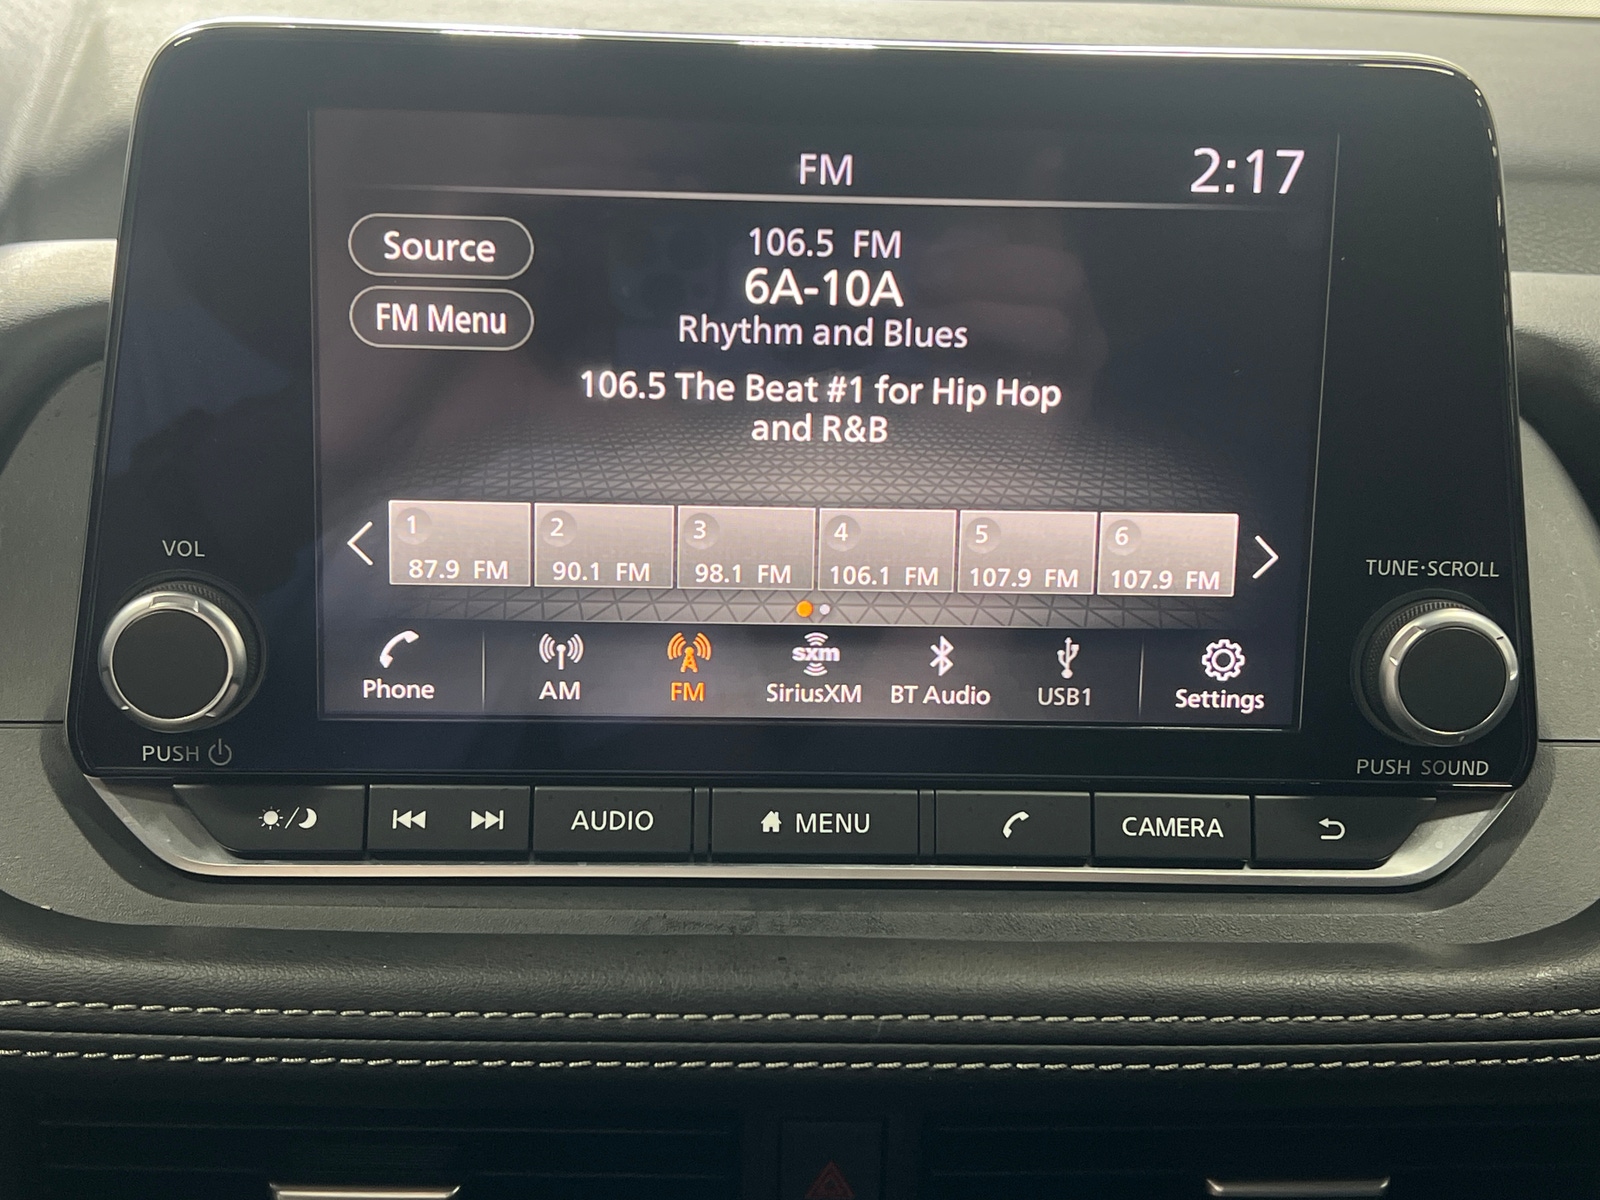 FM
2:17
Source
FM Menu
106.5 FM
6A-10A
Rhythm and Blues
106.5 The Beat #1 for Hip Hop
and R&B
1
87.9 FM
2
90.1 FM
3
98.1 FM
4
106.1 FM
5
107.9 FM
6
107.9 FM
Phone
AM
FM
sxm
SiriusXM
BT Audio
USB1
Settings
VOL
PUSH
TUNE·SCROLL
PUSH SOUND
AUDIO
MENU
CAMERA